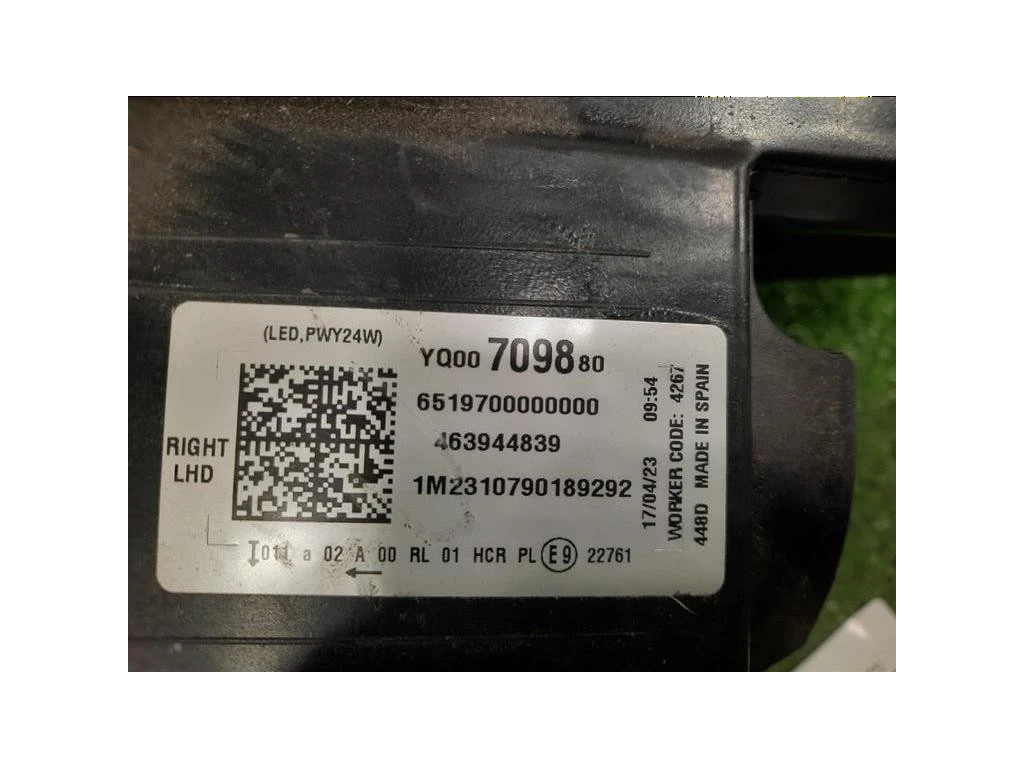 (LED,PWY24W)
YQ00 7098 80
6519700000000
463944839
1M2310790189292
RIGHT
LHD
011 a 02 A 00 RL 01 HCR PL E9 22761
17/04/23 09:54
WORKER CODE: 4267
448D MADE IN SPAIN